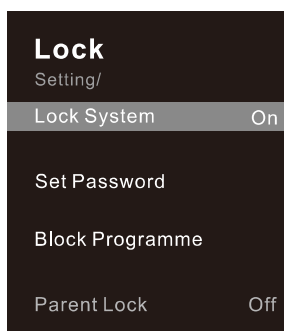 Lock
Setting/
Lock System On
Set Password
Block Programme
Parent Lock Off